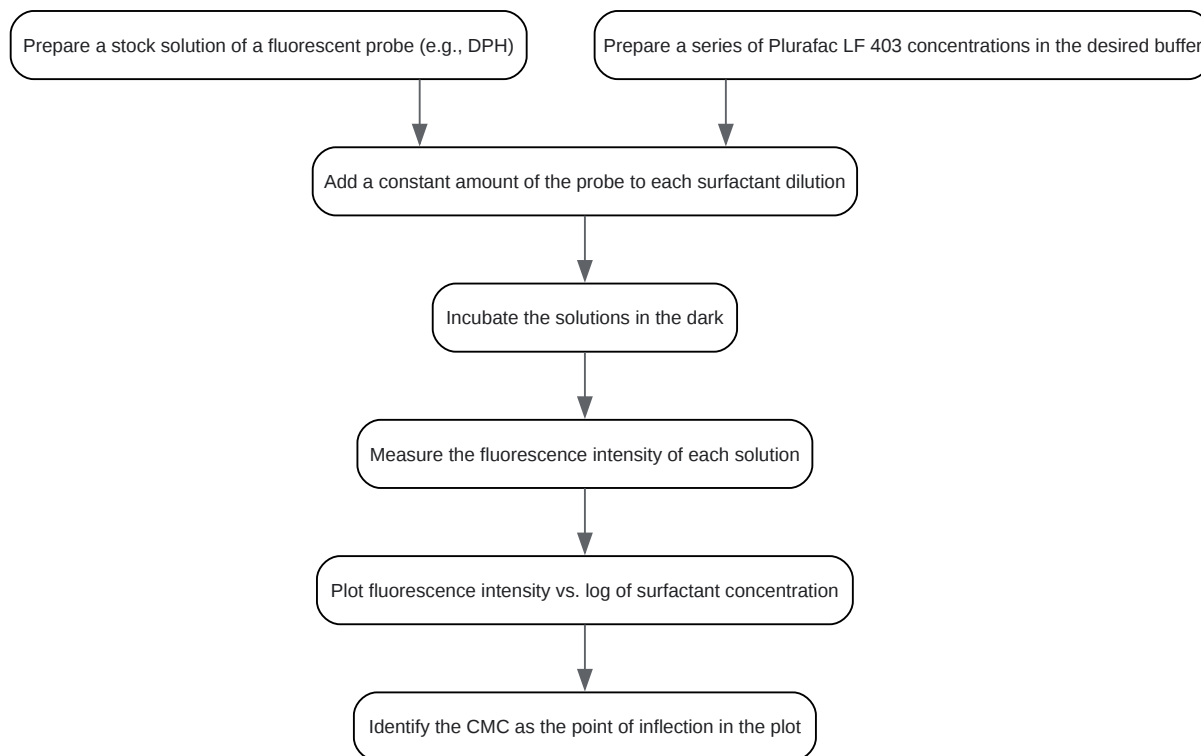 Prepare a stock solution of a fluorescent probe (e.g., DPH)
Prepare a series of Plurafac LF 403 concentrations in the desired buffer
Add a constant amount of the probe to each surfactant dilution
Incubate the solutions in the dark
Measure the fluorescence intensity of each solution
Plot fluorescence intensity vs. log of surfactant concentration
Identify the CMC as the point of inflection in the plot